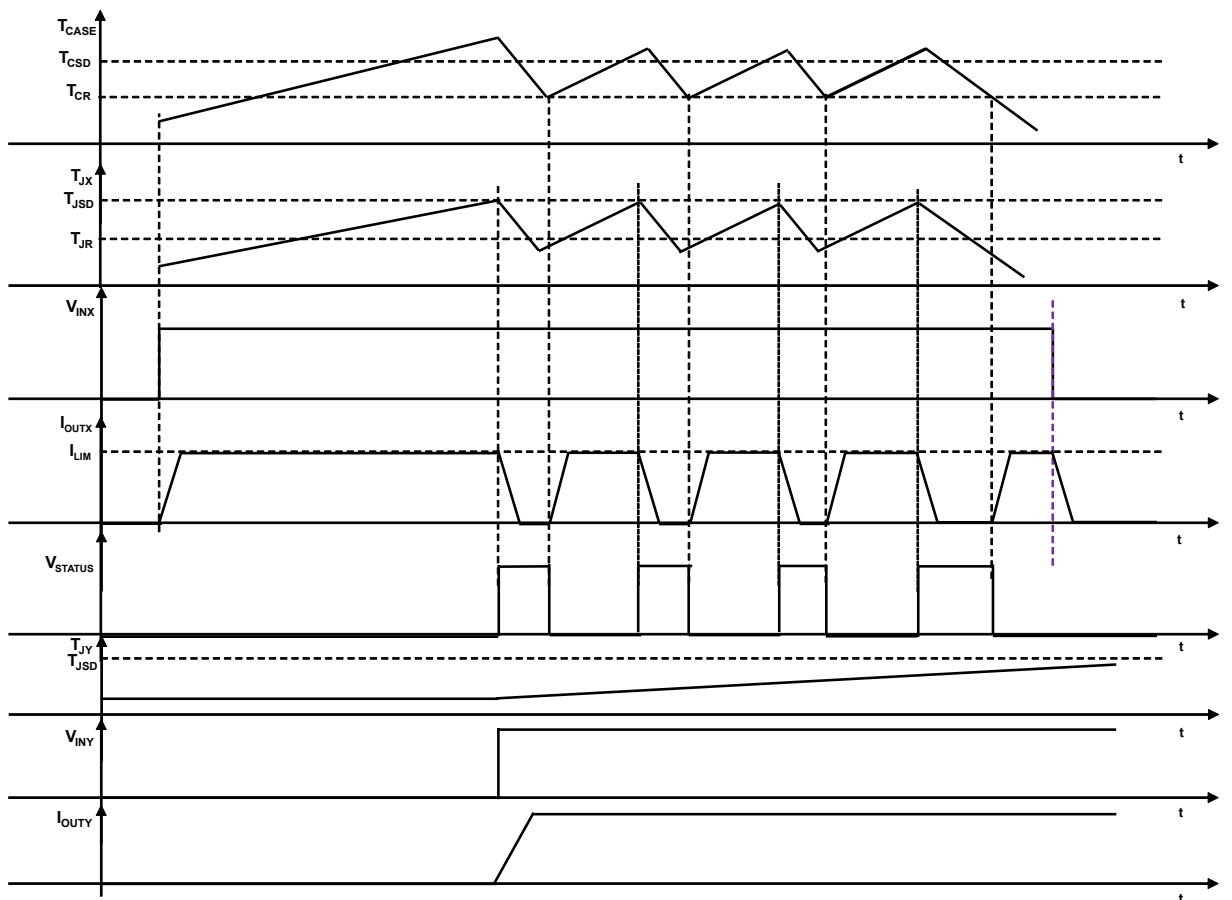 TCASE
TCSD
TCR
t
TJX
TJSD
TJR
t
VINX
t
IOUTX
ILIM
t
VSTATUS
t
TJY
TJSD
t
VINY
t
IOUTY
t